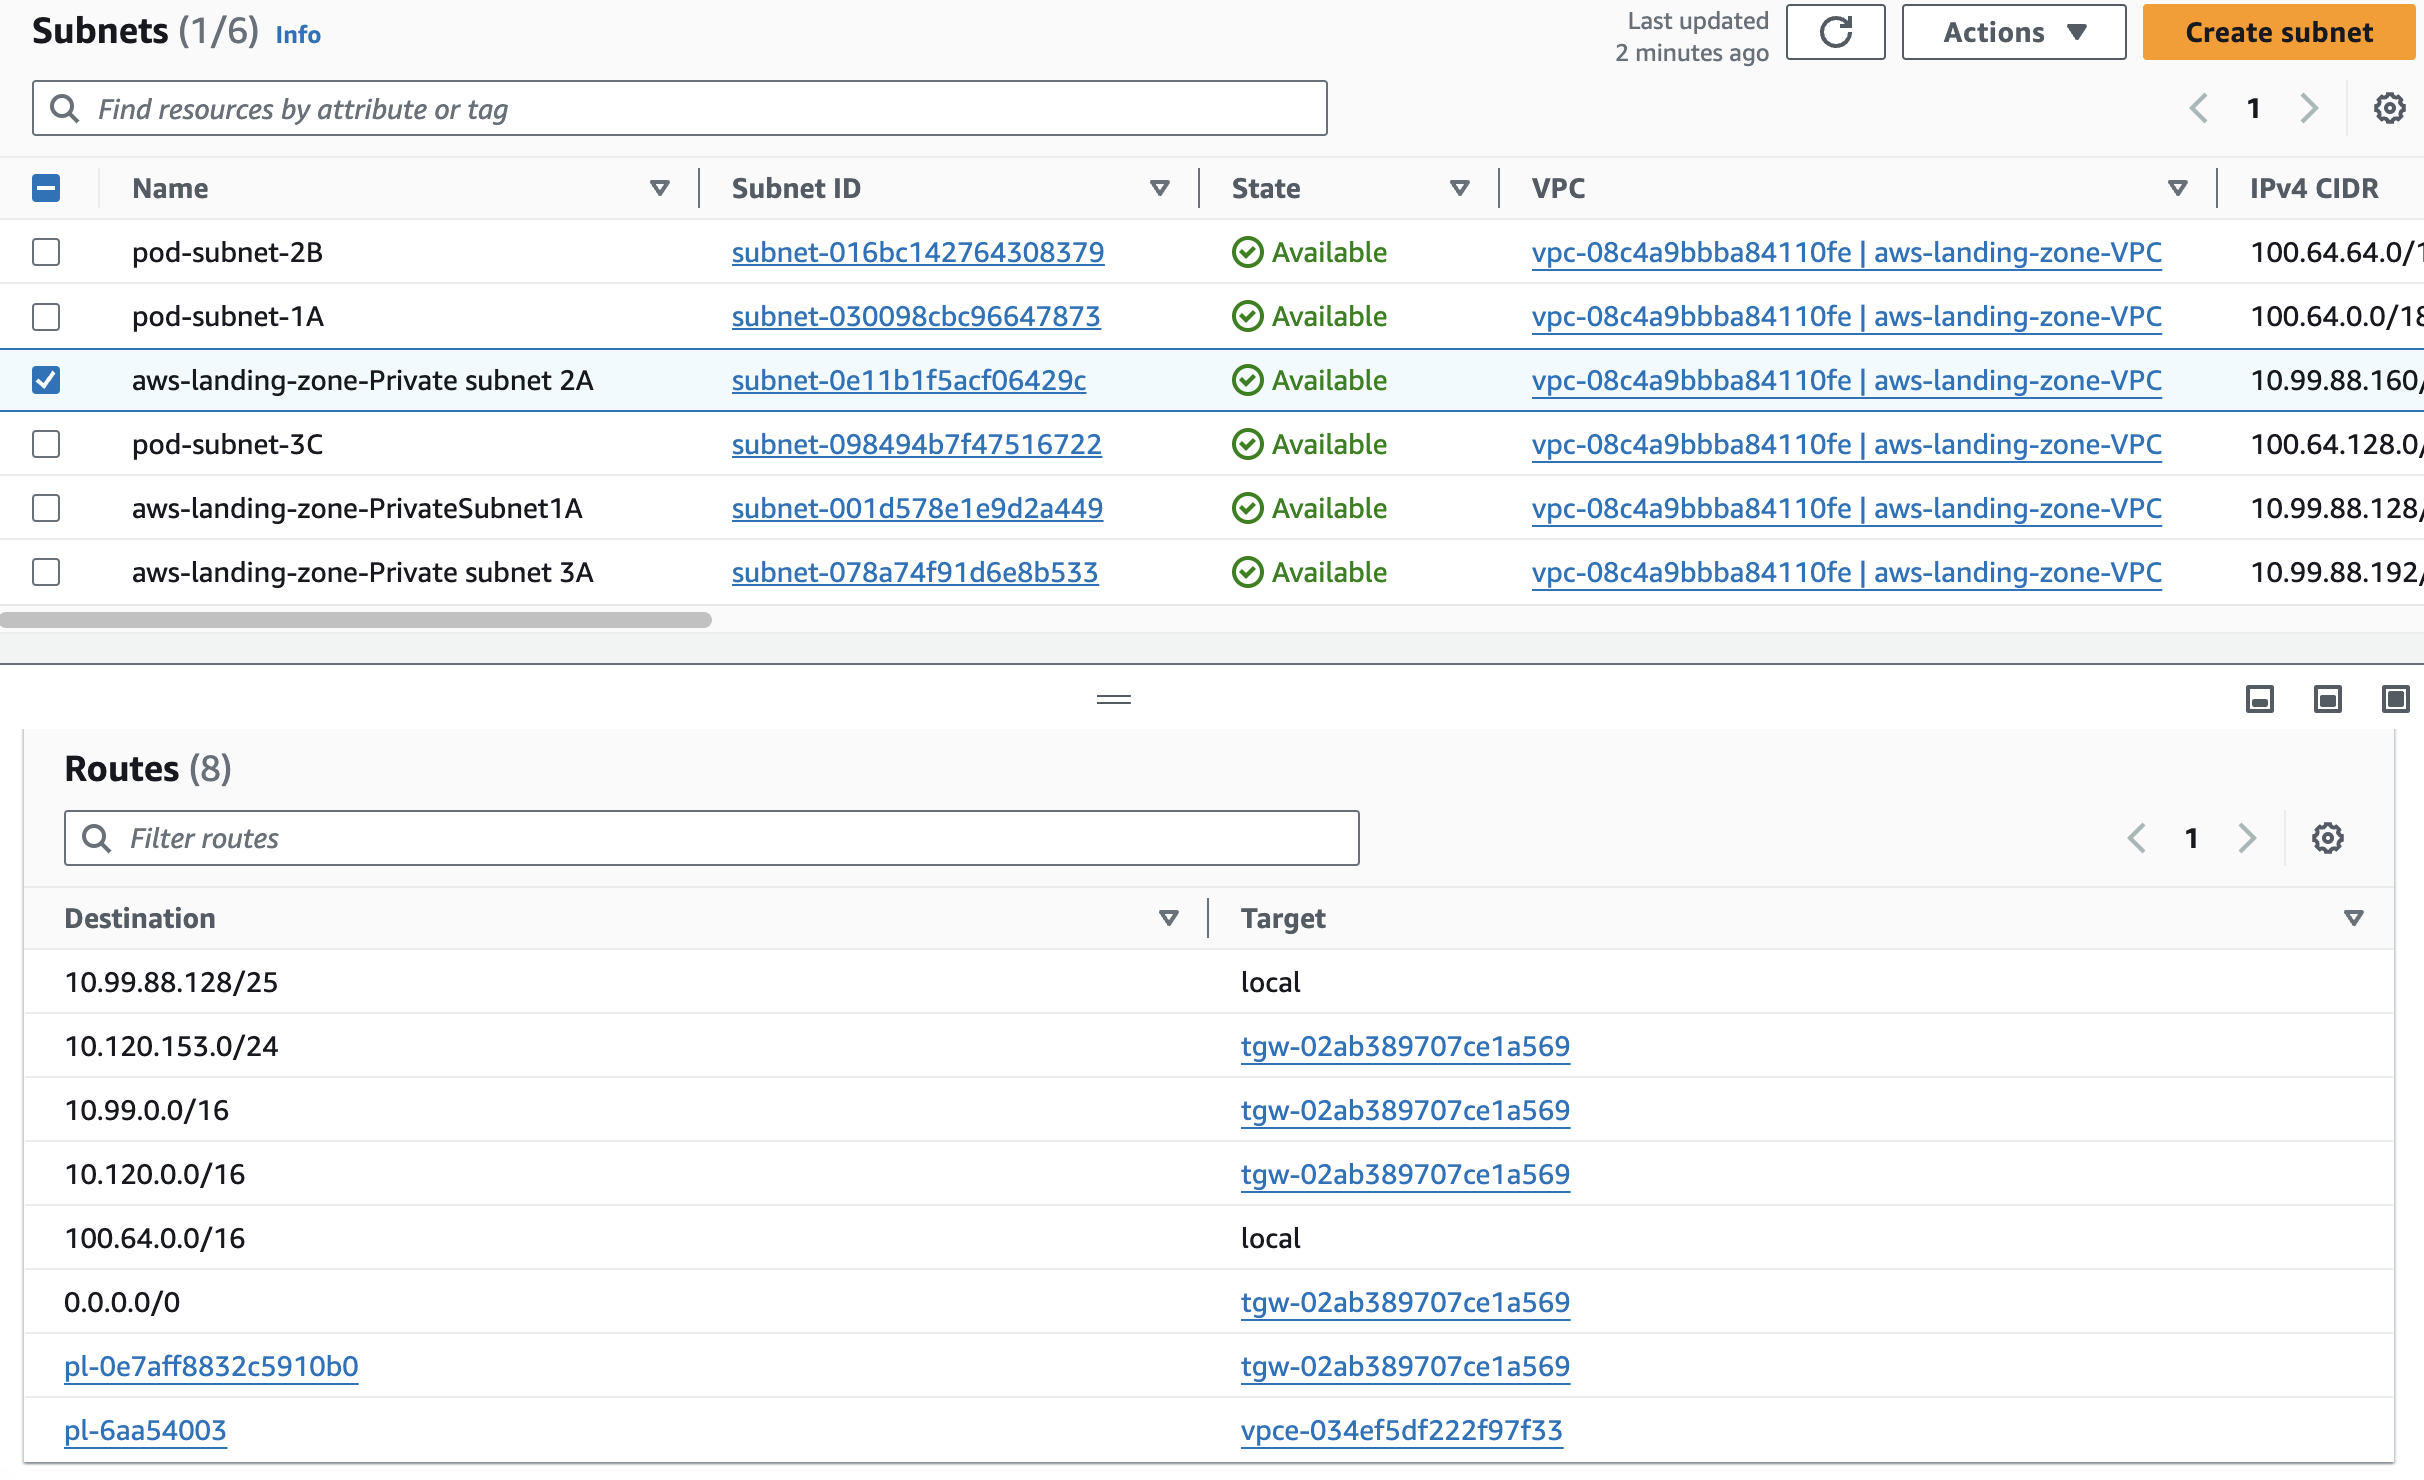 Subnets (1/6) Info
Last updated
2 minutes ago
Actions
Create subnet
Find resources by attribute or tag
1
Name Subnet ID State VPC IPv4 CIDR
pod-subnet-2B subnet-016bc142764308379 Available vpc-08c4a9bbba84110fe | aws-landing-zone-VPC 100.64.64.0/1
pod-subnet-1A subnet-030098cbc96647873 Available vpc-08c4a9bbba84110fe | aws-landing-zone-VPC 100.64.0.0/18
aws-landing-zone-Private subnet 2A subnet-0e11b1f5acf06429c Available vpc-08c4a9bbba84110fe | aws-landing-zone-VPC 10.99.88.160/
pod-subnet-3C subnet-098494b7f47516722 Available vpc-08c4a9bbba84110fe | aws-landing-zone-VPC 100.64.128.0/
aws-landing-zone-PrivateSubnet1A subnet-001d578e1e9d2a449 Available vpc-08c4a9bbba84110fe | aws-landing-zone-VPC 10.99.88.128/
aws-landing-zone-Private subnet 3A subnet-078a74f91d6e8b533 Available vpc-08c4a9bbba84110fe | aws-landing-zone-VPC 10.99.88.192/
Routes (8)
Filter routes
1
Destination Target
10.99.88.128/25 local
10.120.153.0/24 tgw-02ab389707ce1a569
10.99.0.0/16 tgw-02ab389707ce1a569
10.120.0.0/16 tgw-02ab389707ce1a569
100.64.0.0/16 local
0.0.0.0/0 tgw-02ab389707ce1a569
pl-0e7aff8832c5910b0 tgw-02ab389707ce1a569
pl-6aa54003 vpce-034ef5df222f97f33